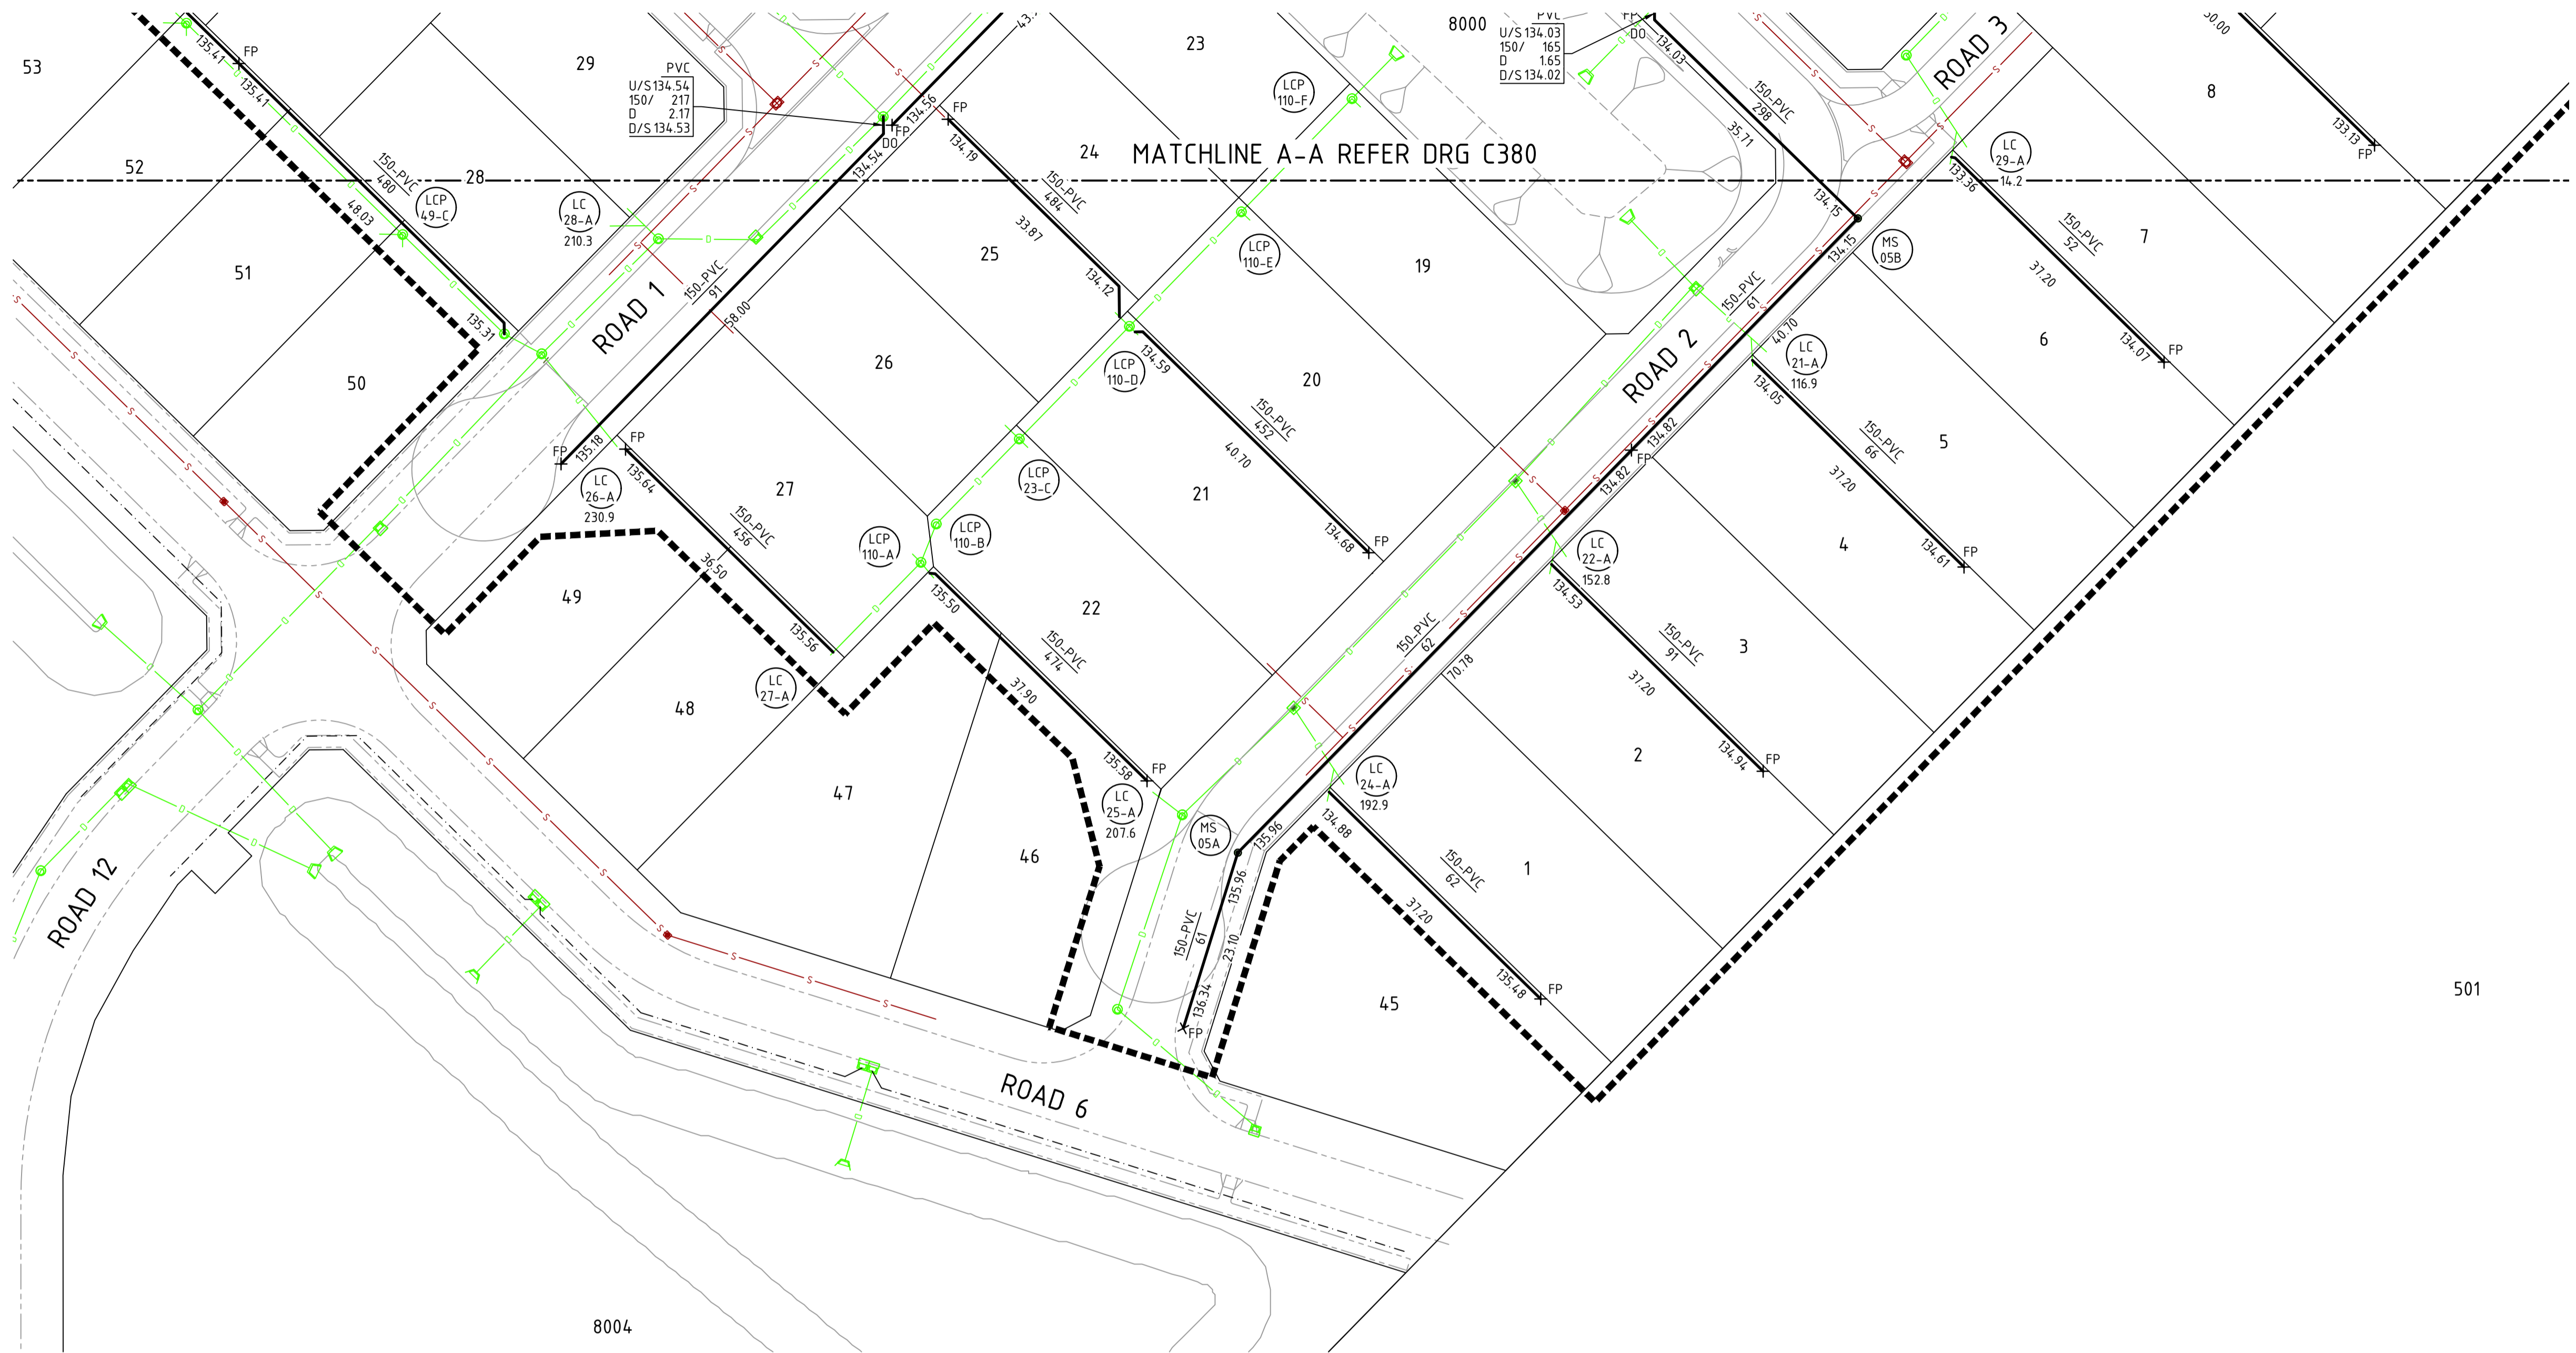 53
135.41
FP
135.41
29
PVC
U/S134.54
150/ 217
D 2.17
D/S134.53
43.
134.56
FP
FP
DO
134.54
134.19
23
24
MATCHLINE A-A REFER DRG C380
LCP
110-F
8000
PVC
U/S134.03
150/ 165
D 1.65
D/S134.02
FP
DO
134.03
150-PVC
298
35.71
ROAD 3
30.00
8
133.13
FP
52
150-PVC
480
48.03
LCP
49-C
28
LC
28-A
210.3
150-PVC
484
33.87
134.12
25
LCP
110-E
19
134.15
134.15
MS
05B
LC
29-A
14.2
133.36
150-PVC
52
37.20
7
134.07
FP
51
135.31
50
ROAD 1
150-PVC
91
58.00
26
LCP
110-D
134.59
20
150-PVC
452
40.70
134.68
FP
ROAD 2
150-PVC
61
40.70
LC
21-A
116.9
134.05
6
5
150-PVC
66
37.20
134.61
FP
FP
135.18
FP
LC
26-A
230.9
135.64
27
150-PVC
456
36.50
135.56
LCP
23-C
LCP
110-A
LCP
110-B
21
134.82
FP
134.82
LC
22-A
152.8
134.53
4
49
48
LC
27-A
135.50
22
150-PVC
474
37.90
135.58
FP
150-PVC
62
70.78
150-PVC
91
37.20
3
134.94
FP
2
47
46
LC
25-A
207.6
MS
05A
135.96
135.96
LC
24-A
192.9
134.88
150-PVC
62
37.20
1
135.48
FP
ROAD 12
150-PVC
61
23.10
136.34
FP
45
501
ROAD 6
8004